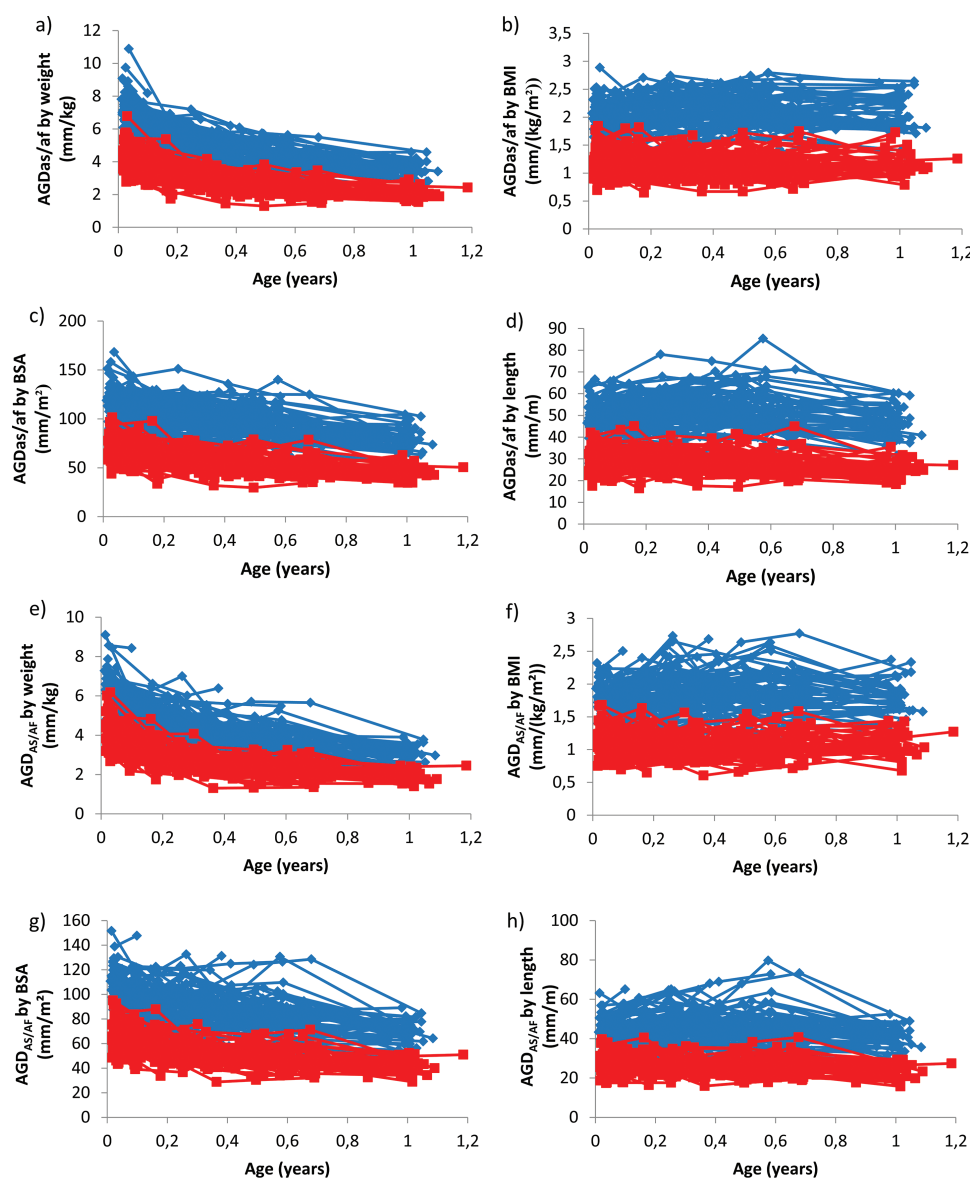 a)
AGDas/af by weight
(mm/kg)
12
10
8
6
4
2
0
0 0,2 0,4 0,6 0,8 1 1,2
Age (years)
b)
AGDas/af by BMI
(mm/(kg/m²))
3,5
3
2,5
2
1,5
1
0,5
0
0 0,2 0,4 0,6 0,8 1 1,2
Age (years)
c)
AGDas/af by BSA
(mm/m²)
200
150
100
50
0
0 0,2 0,4 0,6 0,8 1 1,2
Age (years)
d)
AGDas/af by length
(mm/m)
90
80
70
60
50
40
30
20
10
0
0 0,2 0,4 0,6 0,8 1 1,2
Age (years)
e)
AGD_AS/AF by weight
(mm/kg)
10
8
6
4
2
0
0 0,2 0,4 0,6 0,8 1 1,2
Age (years)
f)
AGD_AS/AF by BMI
(mm/(kg/m²))
3
2,5
2
1,5
1
0,5
0
0 0,2 0,4 0,6 0,8 1 1,2
Age (years)
g)
AGD_AS/AF by BSA
(mm/m²)
160
140
120
100
80
60
40
20
0
0 0,2 0,4 0,6 0,8 1 1,2
Age (years)
h)
AGD_AS/AF by length
(mm/m)
100
80
60
40
20
0
0 0,2 0,4 0,6 0,8 1 1,2
Age (years)